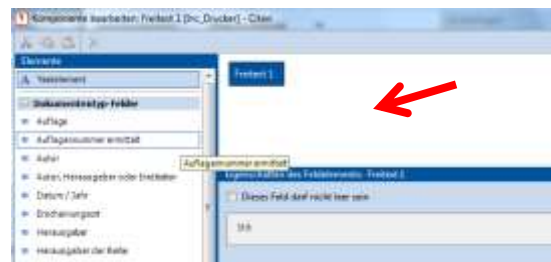 Komponente bearbeiten: Freitext 1 [Inc_Drucker] - Citavi
Elemente
A Textelement
Freitext 1
Dokumententyp-Felder
Auflage
Auflagennummer ermittelt
Autor
Auflagennummer ermittelt
Autor, Herausgeber oder Institution
Datum / Jahr
Erscheinungsort
Herausgeber
Herausgeber der Reihe
Eigenschaften des Feldelements: Freitext 1
Dieses Feld darf nicht leer sein